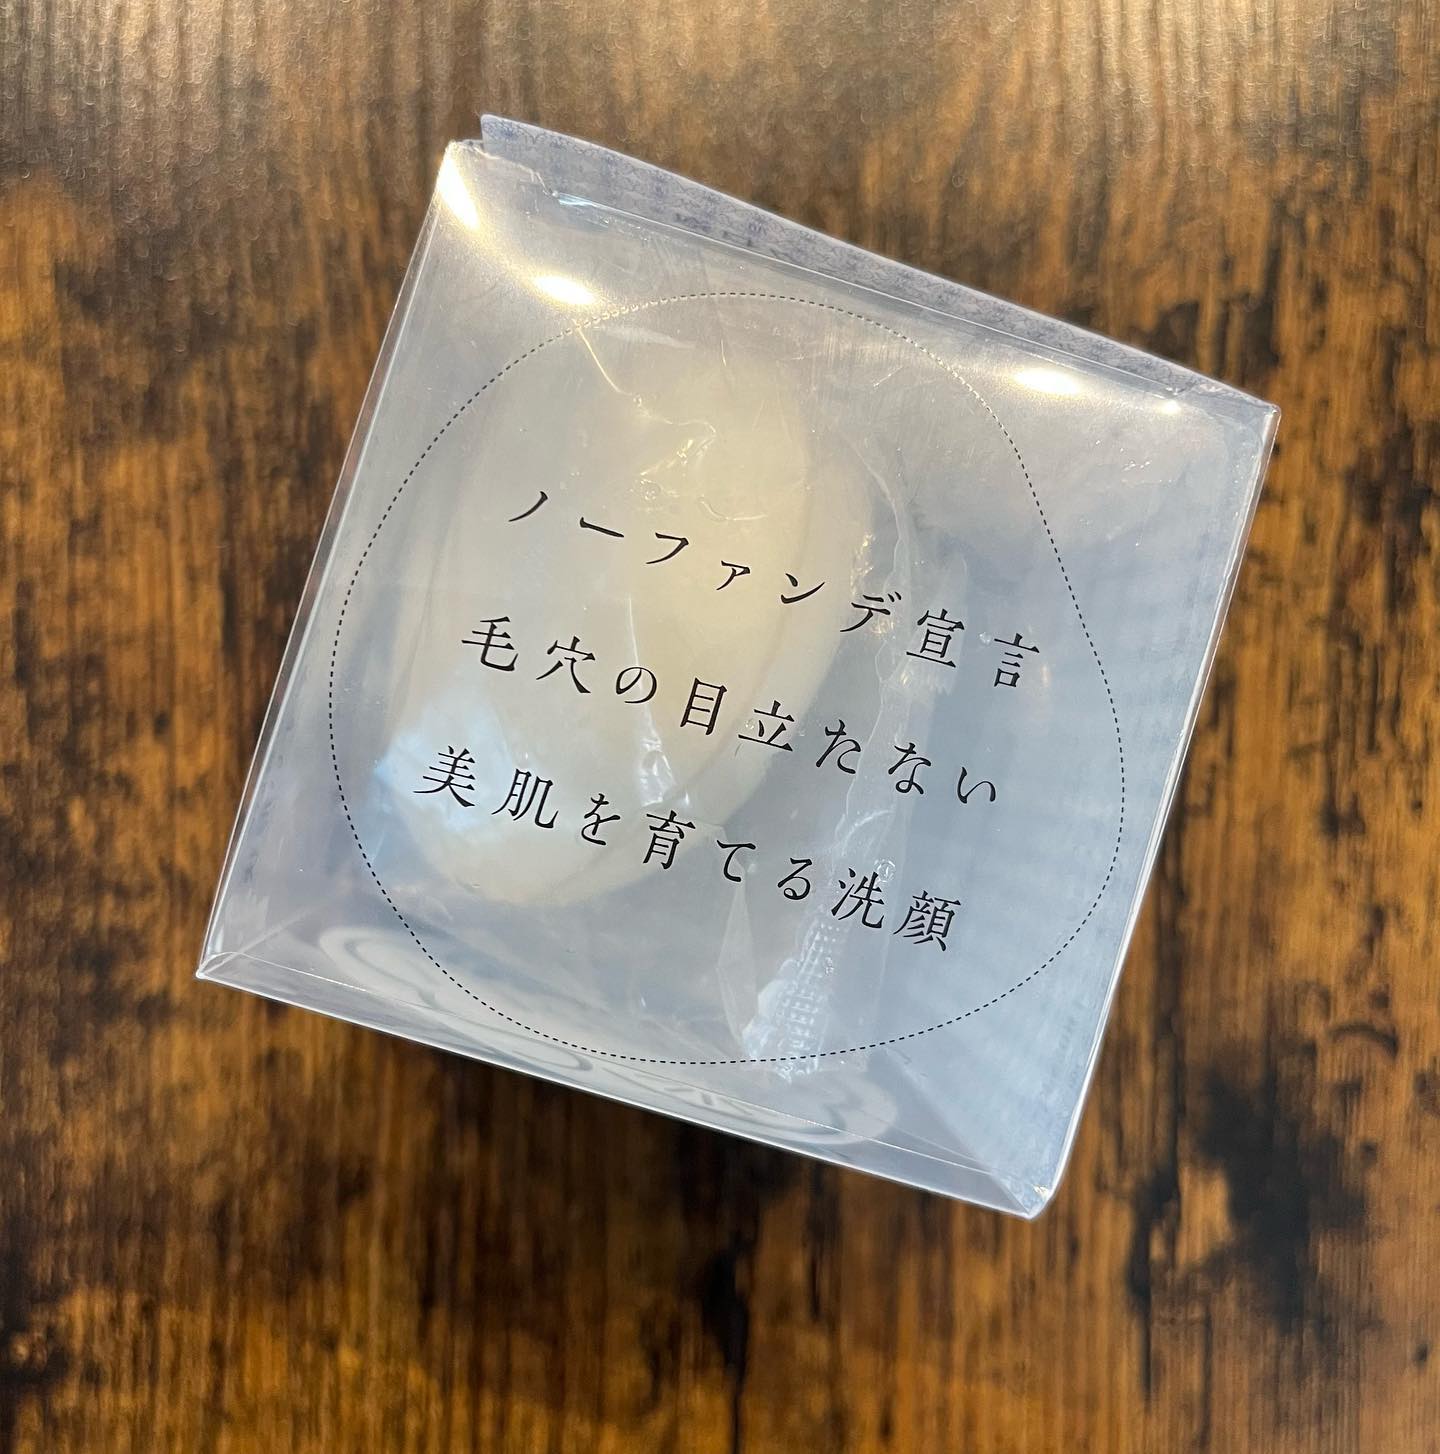 ノーファンデ宣言
毛穴の目立たない
美肌を育てる洗顔